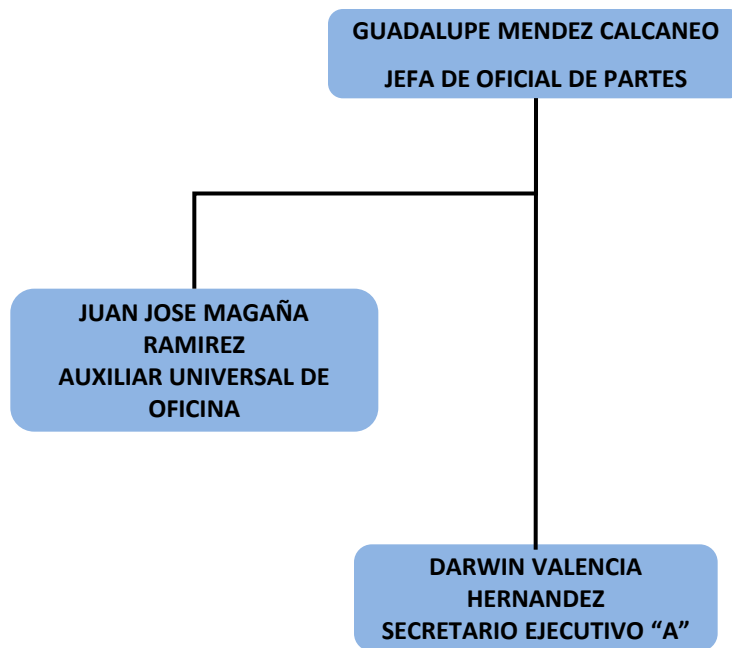 GUADALUPE MENDEZ CALCANEO
JEFA DE OFICIAL DE PARTES
JUAN JOSE MAGAÑA
RAMIREZ
AUXILIAR UNIVERSAL DE
OFICINA
DARWIN VALENCIA
HERNANDEZ
SECRETARIO EJECUTIVO “A”